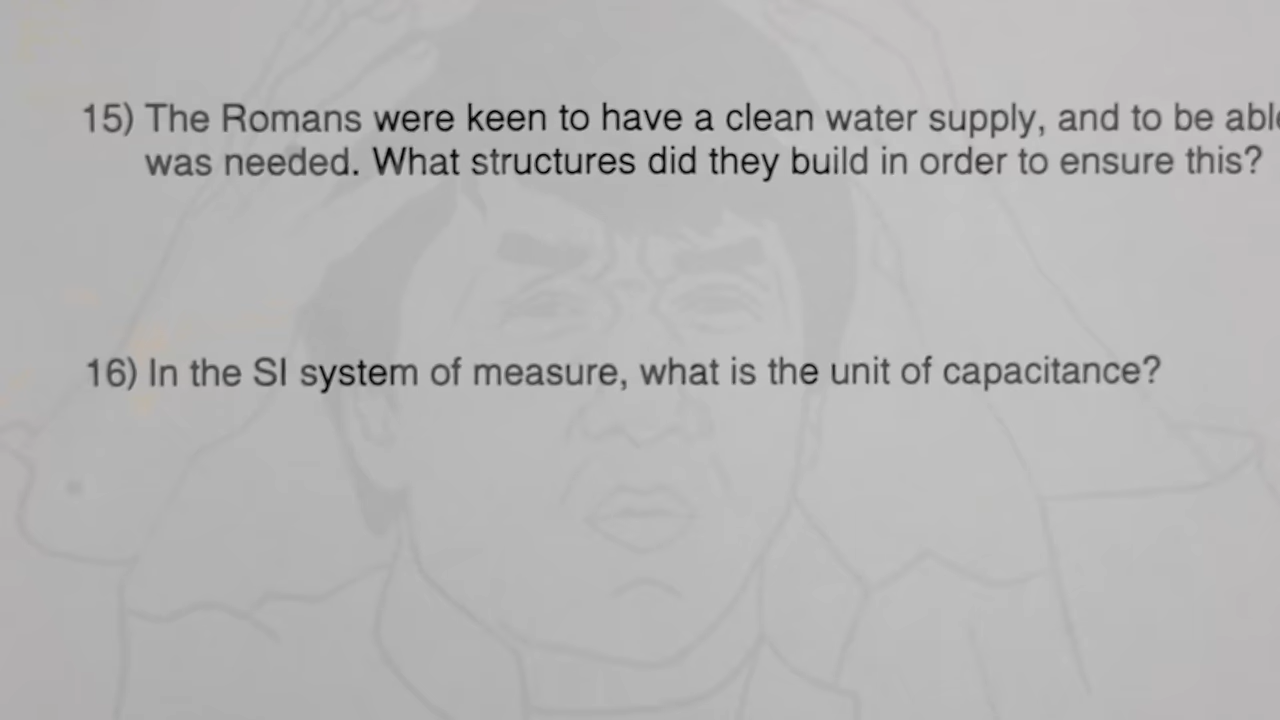 15) The Romans were keen to have a clean water supply, and to be able
was needed. What structures did they build in order to ensure this?
16) In the SI system of measure, what is the unit of capacitance?